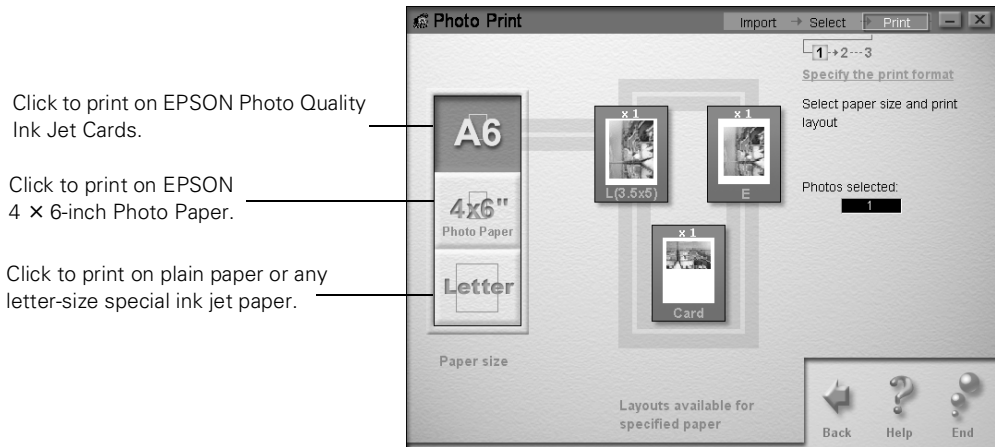 Photo Print
Import → Select → Print
1→2---3
Specify the print format
Select paper size and print
layout
Photos selected:
1
Click to print on ESPON Photo Quality
Ink Jet Cards.
Click to print on EPSON
4 × 6-inch Photo Paper.
Click to print on plain paper or any
letter-size special ink jet paper.
A6
4x6"
Photo Paper
Letter
Paper size
x 1
L(3.5x5)
x 1
E
x 1
Card
Layouts available for
specified paper
Back
Help
End